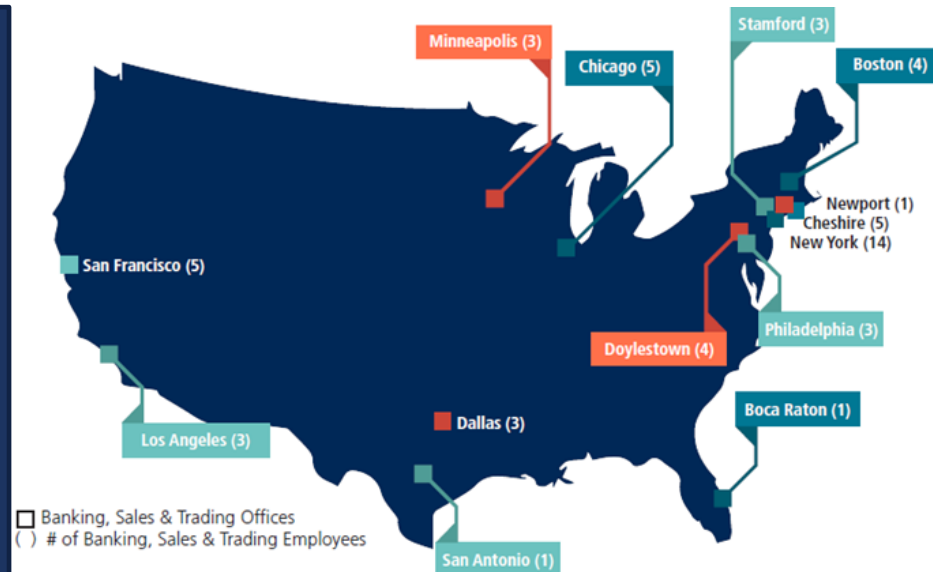 Stamford (3)
Minneapolis (3)
Chicago (5)
Boston (4)
Newport (1)
Cheshire (5)
New York (14)
San Francisco (5)
Philadelphia (3)
Doylestown (4)
Boca Raton (1)
Dallas (3)
Los Angeles (3)
Banking, Sales & Trading Offices
( ) # of Banking, Sales & Trading Employees
San Antonio (1)